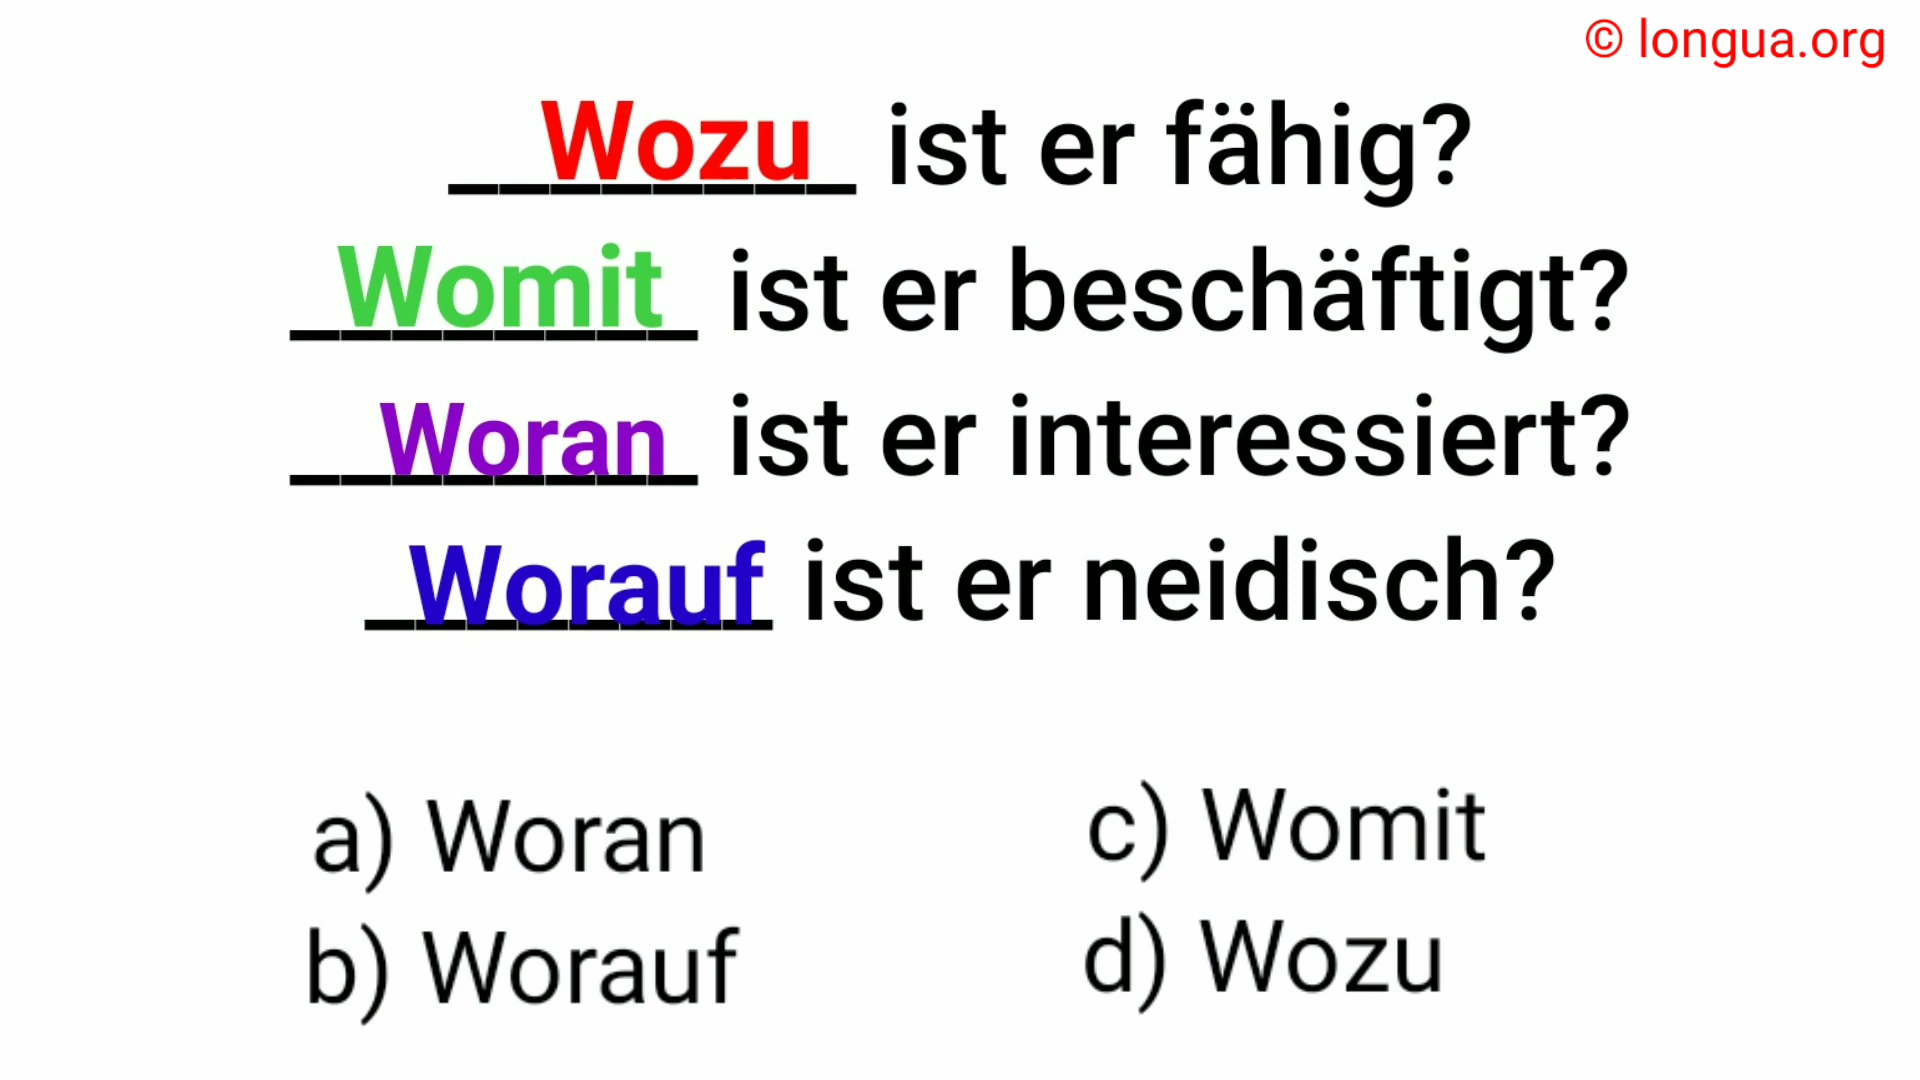 © longua.org
Wozu ist er fähig?
Womit ist er beschäftigt?
Woran ist er interessiert?
Worauf ist er neidisch?
a) Woran
c) Womit
b) Worauf
d) Wozu